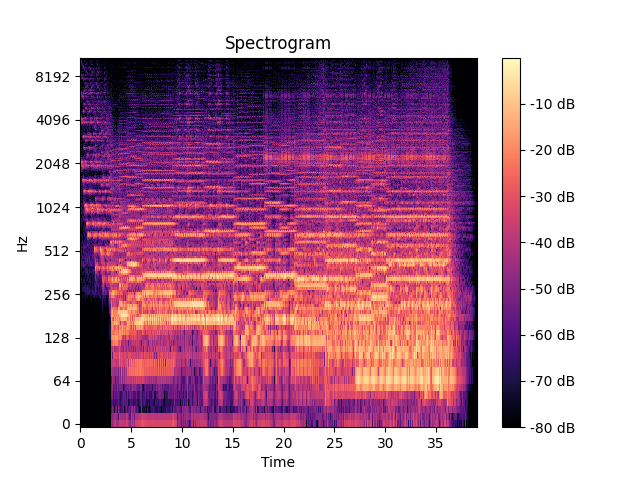 Spectrogram
8192
4096
2048
1024
512
256
128
64
0
Hz
0 5 10 15 20 25 30 35
Time
-10 dB
-20 dB
-30 dB
-40 dB
-50 dB
-60 dB
-70 dB
-80 dB